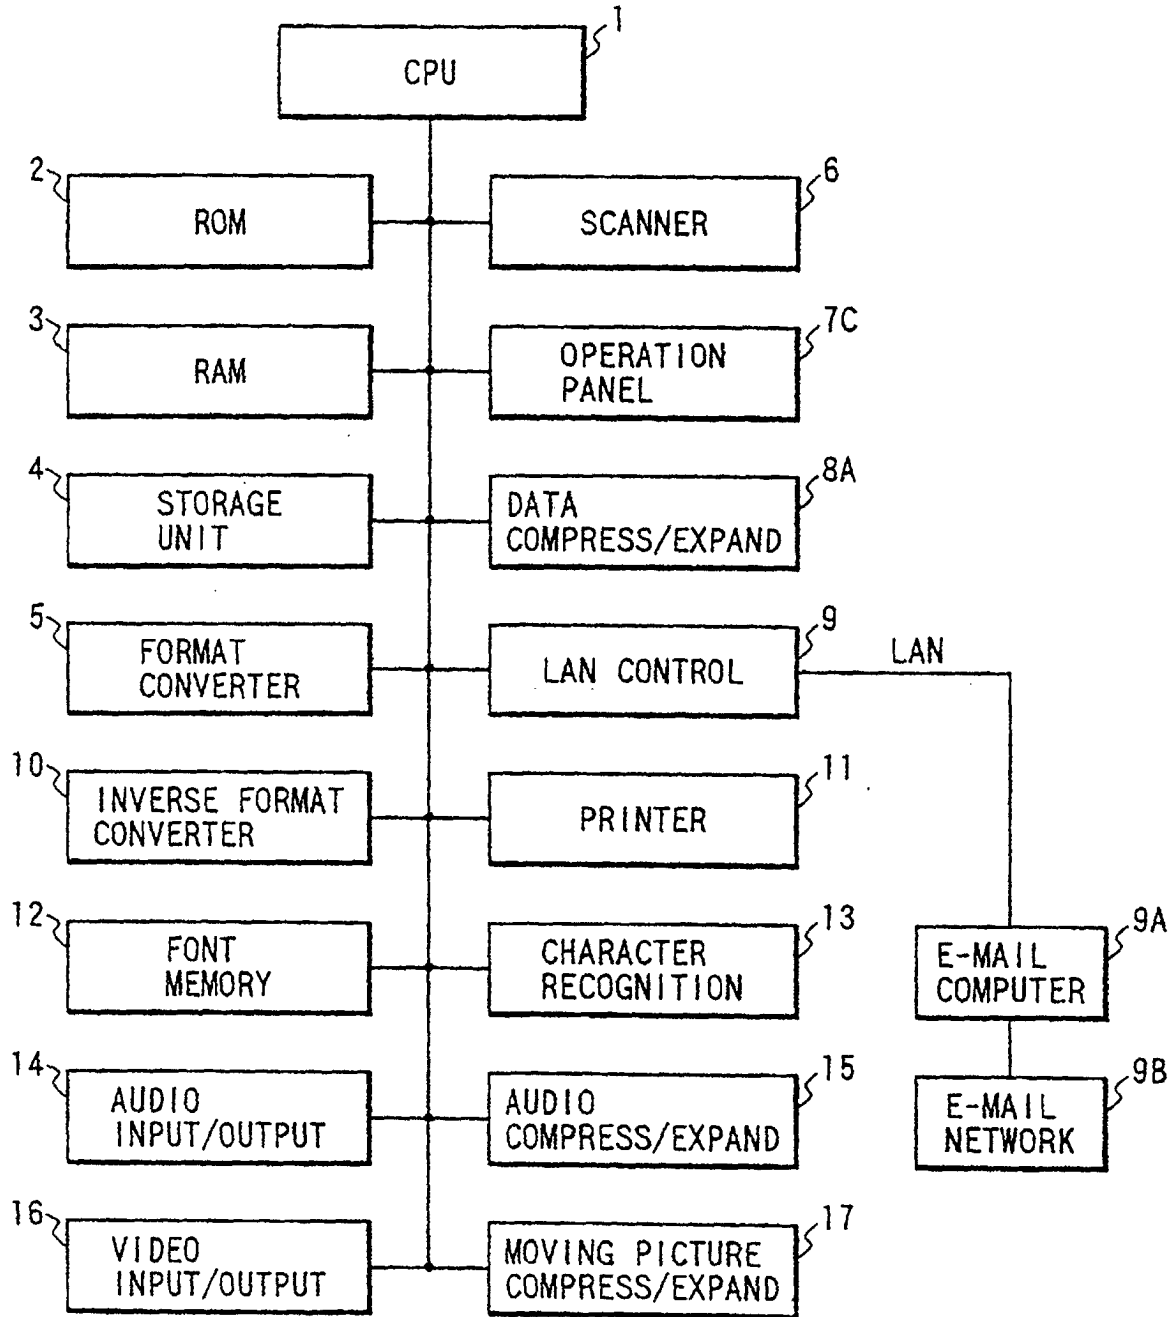 1
CPU
2
ROM
6
SCANNER
3
RAM
7C
OPERATION
PANEL
4
STORAGE
UNIT
8A
DATA
COMPRESS/EXPAND
5
FORMAT
CONVERTER
9
LAN CONTROL
LAN
10
INVERSE FORMAT
CONVERTER
11
PRINTER
12
FONT
MEMORY
13
CHARACTER
RECOGNITION
9A
E-MAIL
COMPUTER
14
AUDIO
INPUT/OUTPUT
15
AUDIO
COMPRESS/EXPAND
9B
E-MAIL
NETWORK
16
VIDEO
INPUT/OUTPUT
17
MOVING PICTURE
COMPRESS/EXPAND